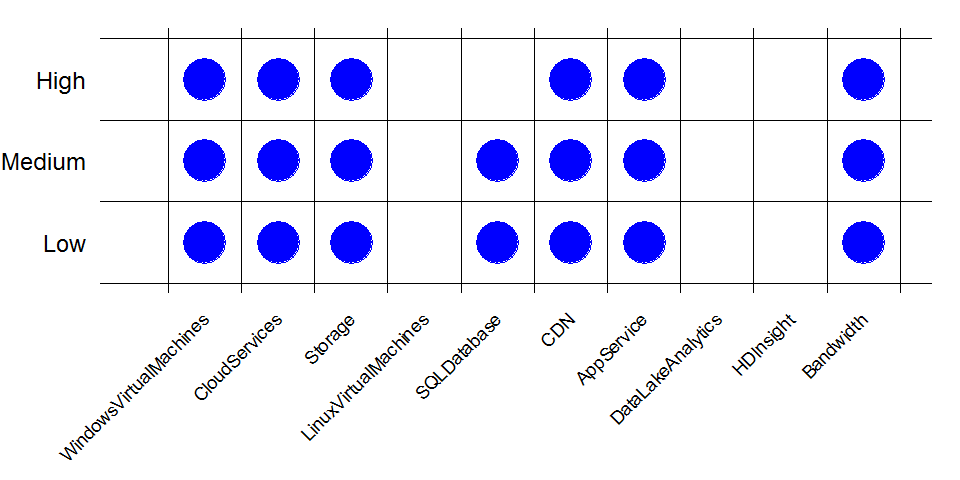 High
Medium
Low
WindowsVirtualMachines
CloudServices
Storage
LinuxVirtualMachines
SQLDatabase
CDN
AppService
DataLakeAnalytics
HDInsight
Bandwidth